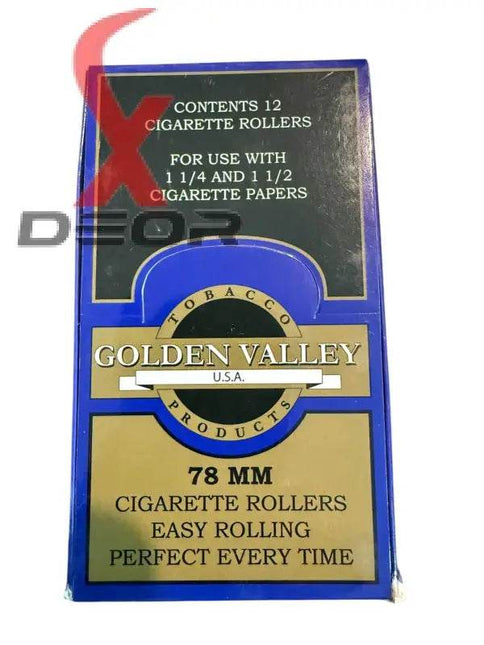 CONTENTS 12
CIGARETTE ROLLERS
FOR USE WITH
1 1/4 AND 1 1/2
CIGARETTE PAPERS
X
DEOR
TOBACCO
GOLDEN VALLEY
U.S.A.
PRODUCTS
78 MM
CIGARETTE ROLLERS
EASY ROLLING
PERFECT EVERY TIME